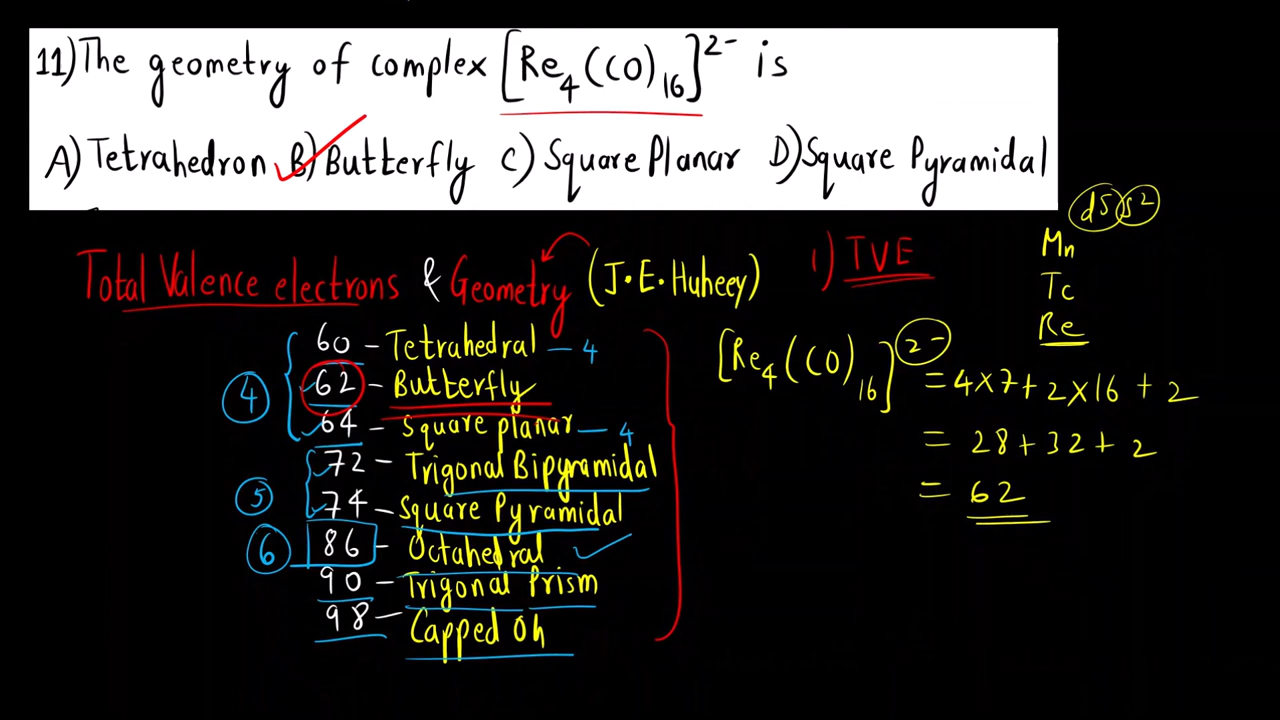 11) The geometry of complex [Re₄(CO)₁₆]²⁻ is
A) Tetrahedron B) Butterfly C) Square Planar D) Square Pyramidal
Total Valence electrons & Geometry (J.E.Huheey)
60 - Tetrahedral - 4
62 - Butterfly
64 - Square planar - 4
72 - Trigonal Bipyramidal
74 - Square Pyramidal
86 - Octahedral
90 - Trigonal Prism
98 - Capped Oh
4
5
6
1) TVE
d5 s2
Mn
Tc
Re
[Re₄(CO)₁₆]²⁻ = 4×7+2×16+2
= 28+32+2
= 62